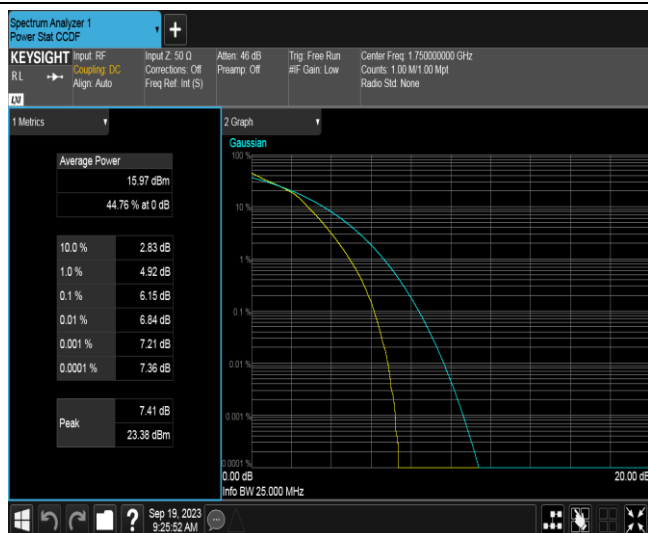 Spectrum Analyzer 1
Power Stat CCDF
+
KEYSIGHT
RL
LXI
Input: RF
Coupling: DC
Align: Auto
Input Z: 50 Ω
Corrections: Off
Freq Ref: Int (S)
Atten: 46 dB
Preamp: Off
Trig: Free Run
#IF Gain: Low
Center Freq: 1.750000000 GHz
Counts: 1.00 M/1.00 Mpt
Radio Std: None
1 Metrics
Average Power
15.97 dBm
44.76 % at 0 dB
10.0 % 2.83 dB
1.0 % 4.92 dB
0.1 % 6.15 dB
0.01 % 6.84 dB
0.001 % 7.21 dB
0.0001 % 7.36 dB
Peak
7.41 dB
23.38 dBm
2 Graph
Gaussian
100 %
10 %
1 %
0.1 %
0.01 %
0.001 %
0.0001 %
0.00 dB
20.00 dB
Info BW 25.000 MHz
?
Sep 19, 2023
9:25:52 AM